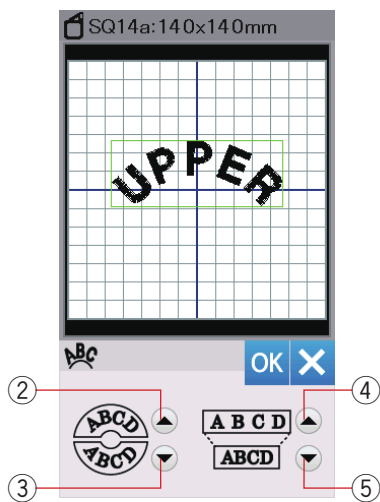 SQ14a:140x140mm
UPPER
ABC
OK X
② ④
ABCD A B C D
ABCD ABCD
③ ⑤